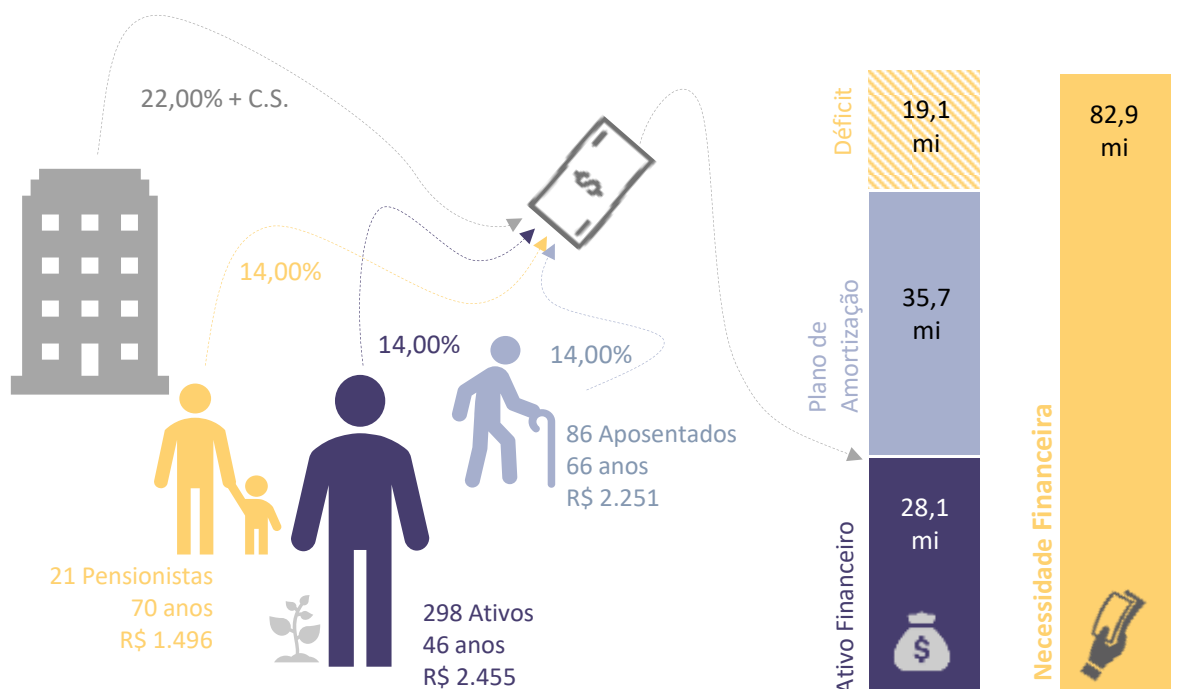 22,00% + C.S.
14,00%
14,00%
14,00%
21 Pensionistas
70 anos
R$ 1.496
298 Ativos
46 anos
R$ 2.455
86 Aposentados
66 anos
R$ 2.251
$
Déficit
19,1
mi
Plano de
Amortização
35,7
mi
Ativo Financeiro
28,1
mi
$
Necessidade Financeira
82,9
mi